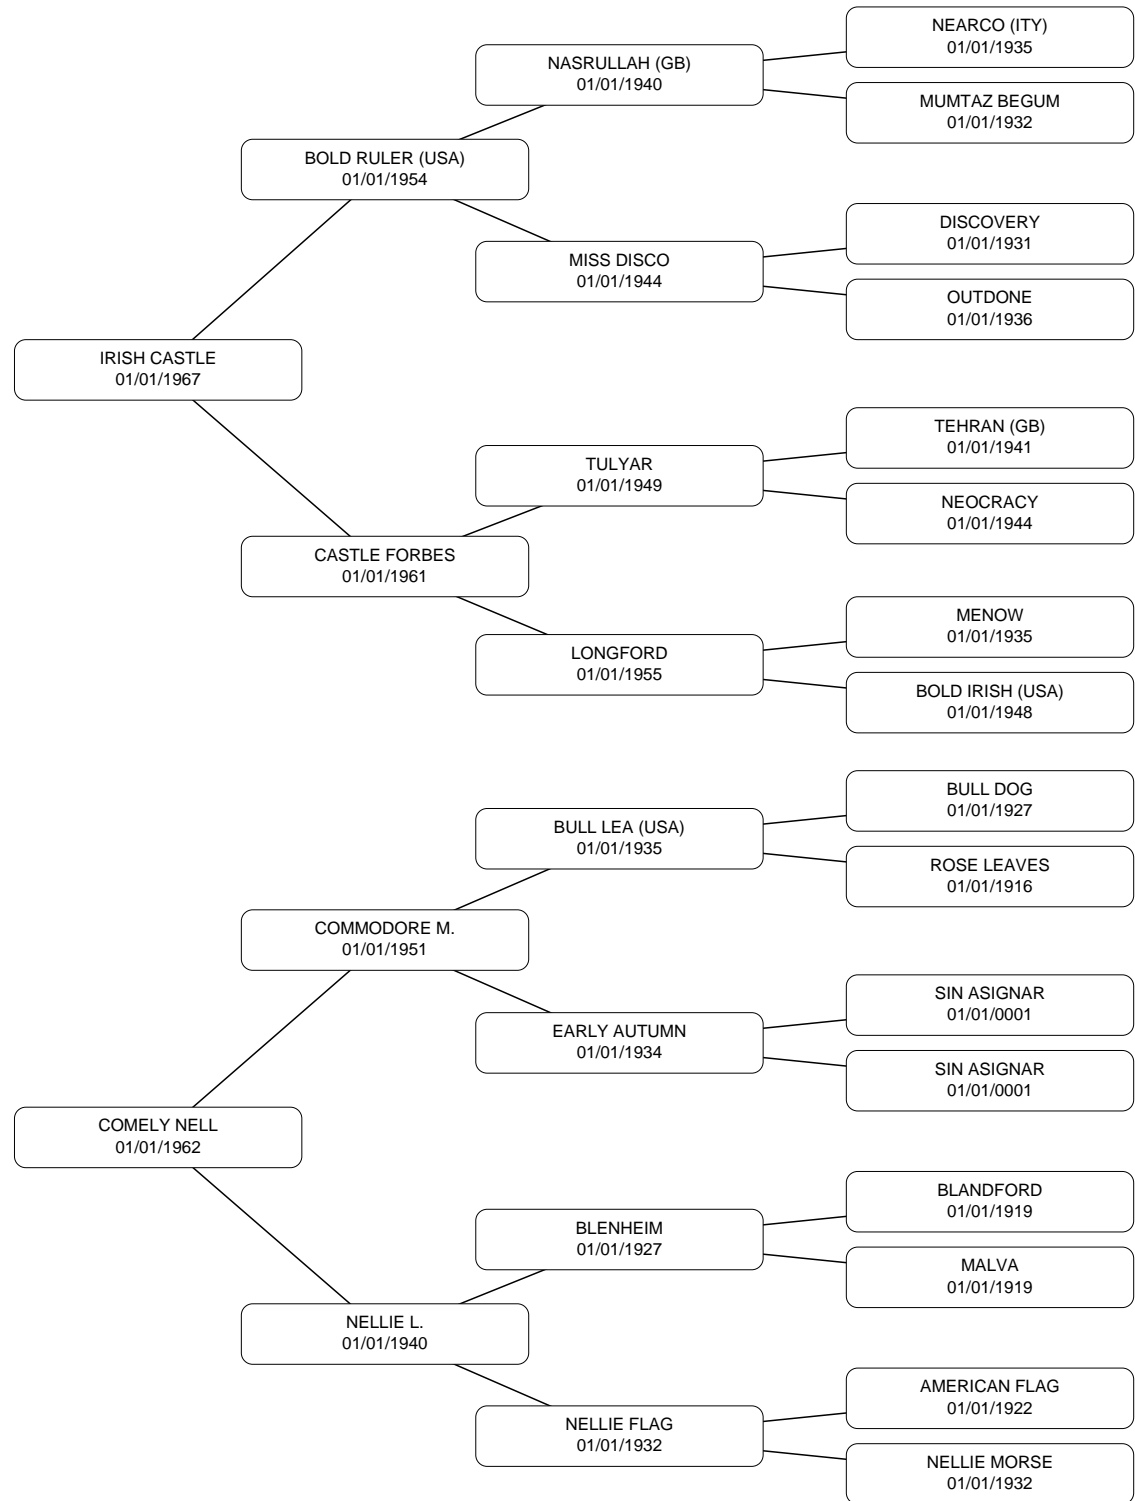 NEARCO (ITY)
01/01/1935
NASRULLAH (GB)
01/01/1940
MUMTAZ BEGUM
01/01/1932
BOLD RULER (USA)
01/01/1954
DISCOVERY
01/01/1931
MISS DISCO
01/01/1944
OUTDONE
01/01/1936
IRISH CASTLE
01/01/1967
TEHRAN (GB)
01/01/1941
TULYAR
01/01/1949
NEOCRACY
01/01/1944
CASTLE FORBES
01/01/1961
MENOW
01/01/1935
LONGFORD
01/01/1955
BOLD IRISH (USA)
01/01/1948
BULL DOG
01/01/1927
BULL LEA (USA)
01/01/1935
ROSE LEAVES
01/01/1916
COMMODORE M.
01/01/1951
SIN ASIGNAR
01/01/0001
EARLY AUTUMN
01/01/1934
SIN ASIGNAR
01/01/0001
COMELY NELL
01/01/1962
BLANDFORD
01/01/1919
BLENHEIM
01/01/1927
MALVA
01/01/1919
NELLIE L.
01/01/1940
AMERICAN FLAG
01/01/1922
NELLIE FLAG
01/01/1932
NELLIE MORSE
01/01/1932